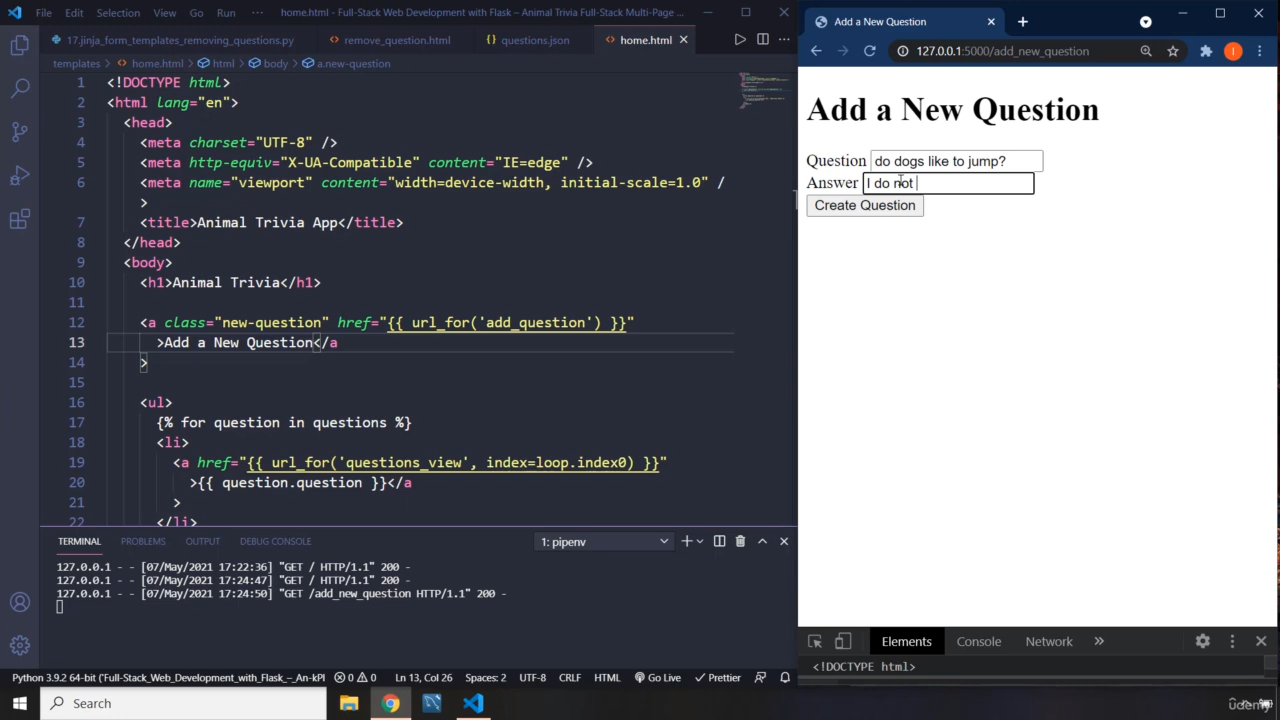 File Edit Selection View Go Run ··· home.html - Full-Stack Web Development with Flask – Animal Trivia Full-Stack Multi-Page ...
17.jinja_form_templates_removing_questions.py remove_question.html questions.json home.html
templates > home.html > html > body > a.new-question
1 <!DOCTYPE html>
2 <html lang="en">
3 <head>
4 <meta charset="UTF-8" />
5 <meta http-equiv="X-UA-Compatible" content="IE=edge" />
6 <meta name="viewport" content="width=device-width, initial-scale=1.0" /
>
7 <title>Animal Trivia App</title>
8 </head>
9 <body>
10 <h1>Animal Trivia</h1>
11
12 <a class="new-question" href="{{ url_for('add_question') }}"
13 >Add a New Question</a
14 >
15
16 <ul>
17 {% for question in questions %}
18 <li>
19 <a href="{{ url_for('questions_view', index=loop.index0) }}"
20 >{{ question.question }}</a
21 >
22 </li>
TERMINAL PROBLEMS OUTPUT DEBUG CONSOLE 1: pipenv
127.0.0.1 - - [07/May/2021 17:22:36] "GET / HTTP/1.1" 200 -
127.0.0.1 - - [07/May/2021 17:24:47] "GET / HTTP/1.1" 200 -
127.0.0.1 - - [07/May/2021 17:24:50] "GET /add_new_question HTTP/1.1" 200 -
Python 3.9.2 64-bit ('Full-Stack_Web_Development_with_Flask_–_An-kPI 0 0 Ln 13, Col 26 Spaces: 2 UTF-8 CRLF HTML Go Live Prettier
Add a New Question
127.0.0.1:5000/add_new_question
I
Add a New Question
Question do dogs like to jump?
Answer I do not
Create Question
Elements Console Network »
<!DOCTYPE html>
Search
udemy